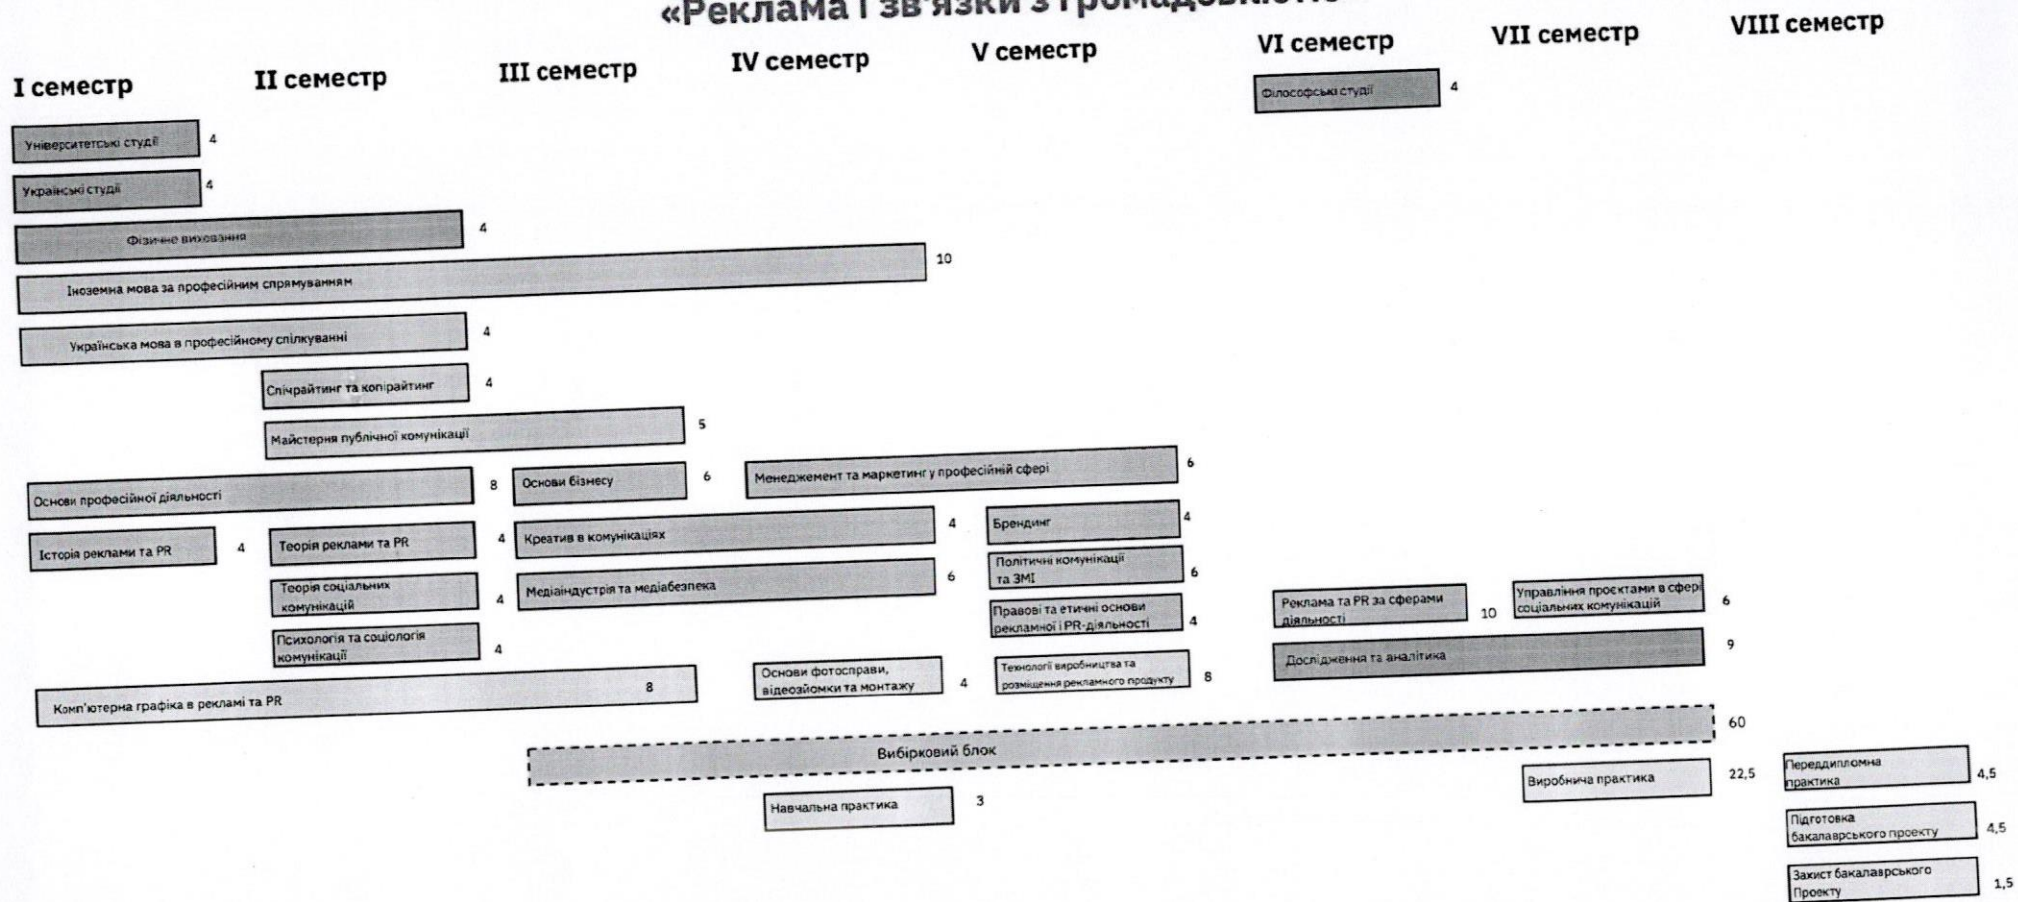 «Реклама і зв'язки з
I семестр
II семестр
III семестр
IV семестр
V семестр
VI семестр
VII семестр
VIII семестр
Філософські студії 4
Університетські студії 4
Українські студії 4
Фізичне виховання 4
Іноземна мова за професійним спрямуванням 10
Українська мова в професійному спілкуванні 4
Спічрайтинг та копірайтинг 4
Майстерня публічної комунікації 5
Основи професійної діяльності 8
Основи бізнесу 6
Менеджмент та маркетинг у професійній сфері 6
Історія реклами та PR 4
Теорія реклами та PR 4
Креатив в комунікаціях 4
Брендинг 4
Теорія соціальних
комунікацій 4
Медіаіндустрія та медіабезпека 6
Політичні комунікації
та ЗМІ 6
Психологія та соціологія
комунікації 4
Правові та етичні основи
рекламної і PR-діяльності 4
Реклама та PR за сферами
діяльності 10
Управління проєктами в сфері
соціальних комунікацій 6
Дослідження та аналітика 9
Комп'ютерна графіка в рекламі та PR 8
Основи фотосправи,
відеозйомки та монтажу 4
Технології виробництва та
розміщення рекламного продукту 8
Вибірковий блок 60
Навчальна практика 3
Виробнича практика 22,5
Переддипломна
практика 4,5
Підготовка
бакалаврського проекту 4,5
Захист бакалаврського
Проекту 1,5